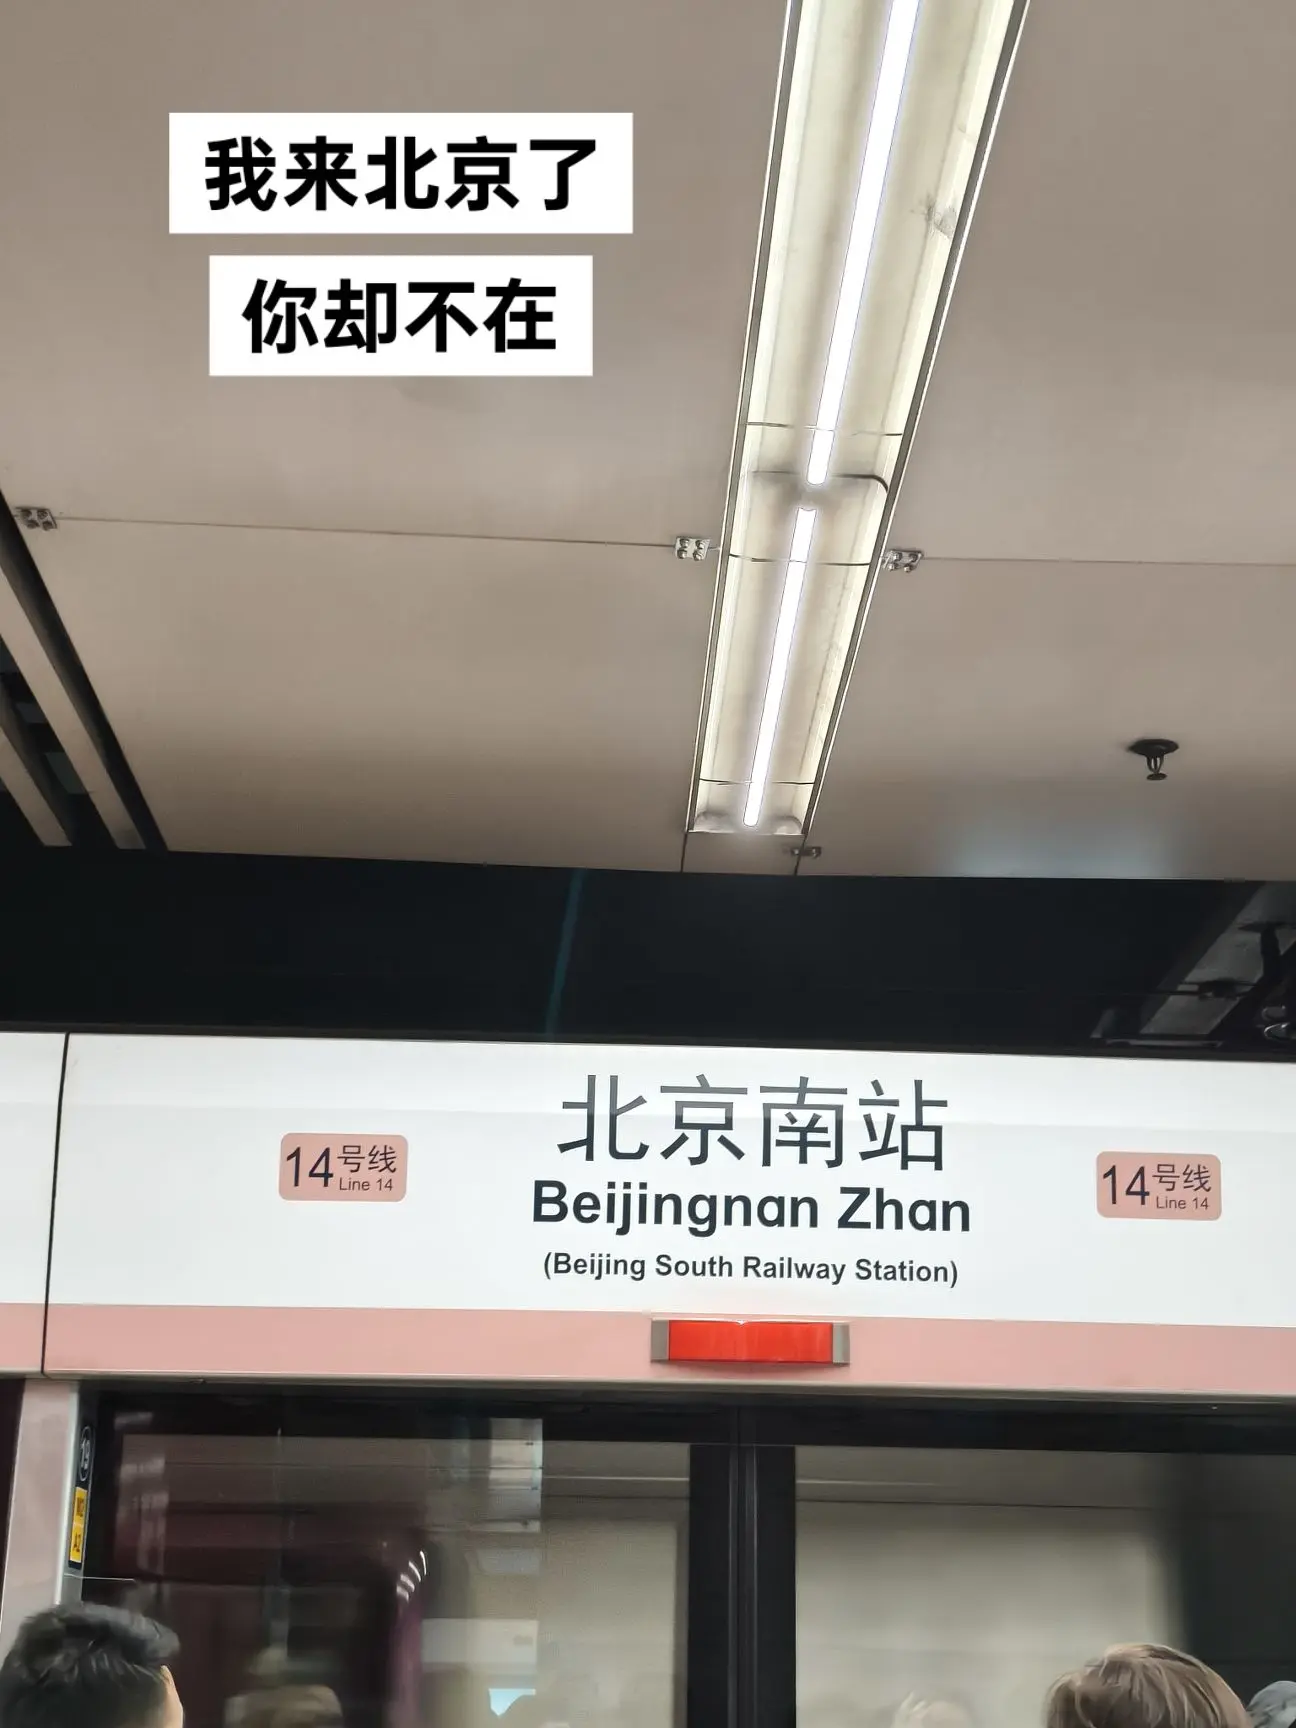 我来北京了
你却不在
北京南站
14号线
Line 14
Beijingnan Zhan
14号线
Line 14
(Beijing South Railway Station)